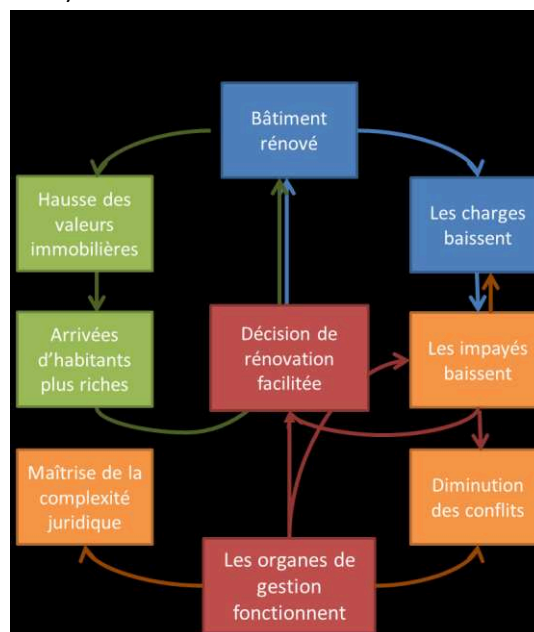 Bâtiment
rénové
Hausse des
valeurs
immobilières
Les charges
baissent
Arrivées
d'habitants
plus riches
Décision de
rénovation
facilitée
Les impayés
baissent
Maîtrise de la
complexité
juridique
Diminution
des conflits
Les organes de
gestion
fonctionnent